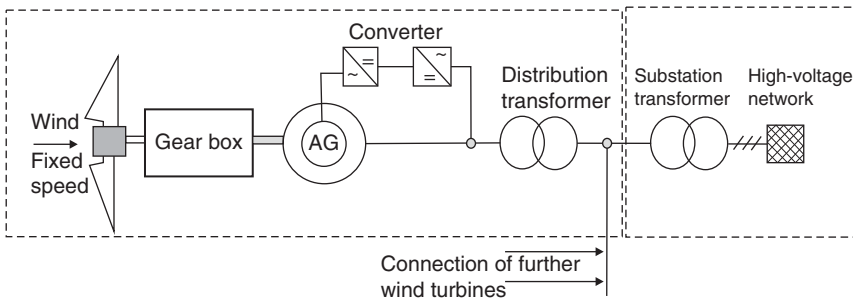 Converter
~ =
~ =
Distribution
transformer
Substation
transformer
High-voltage
network
Wind
Fixed
speed
Gear box
AG
Connection of further
wind turbines